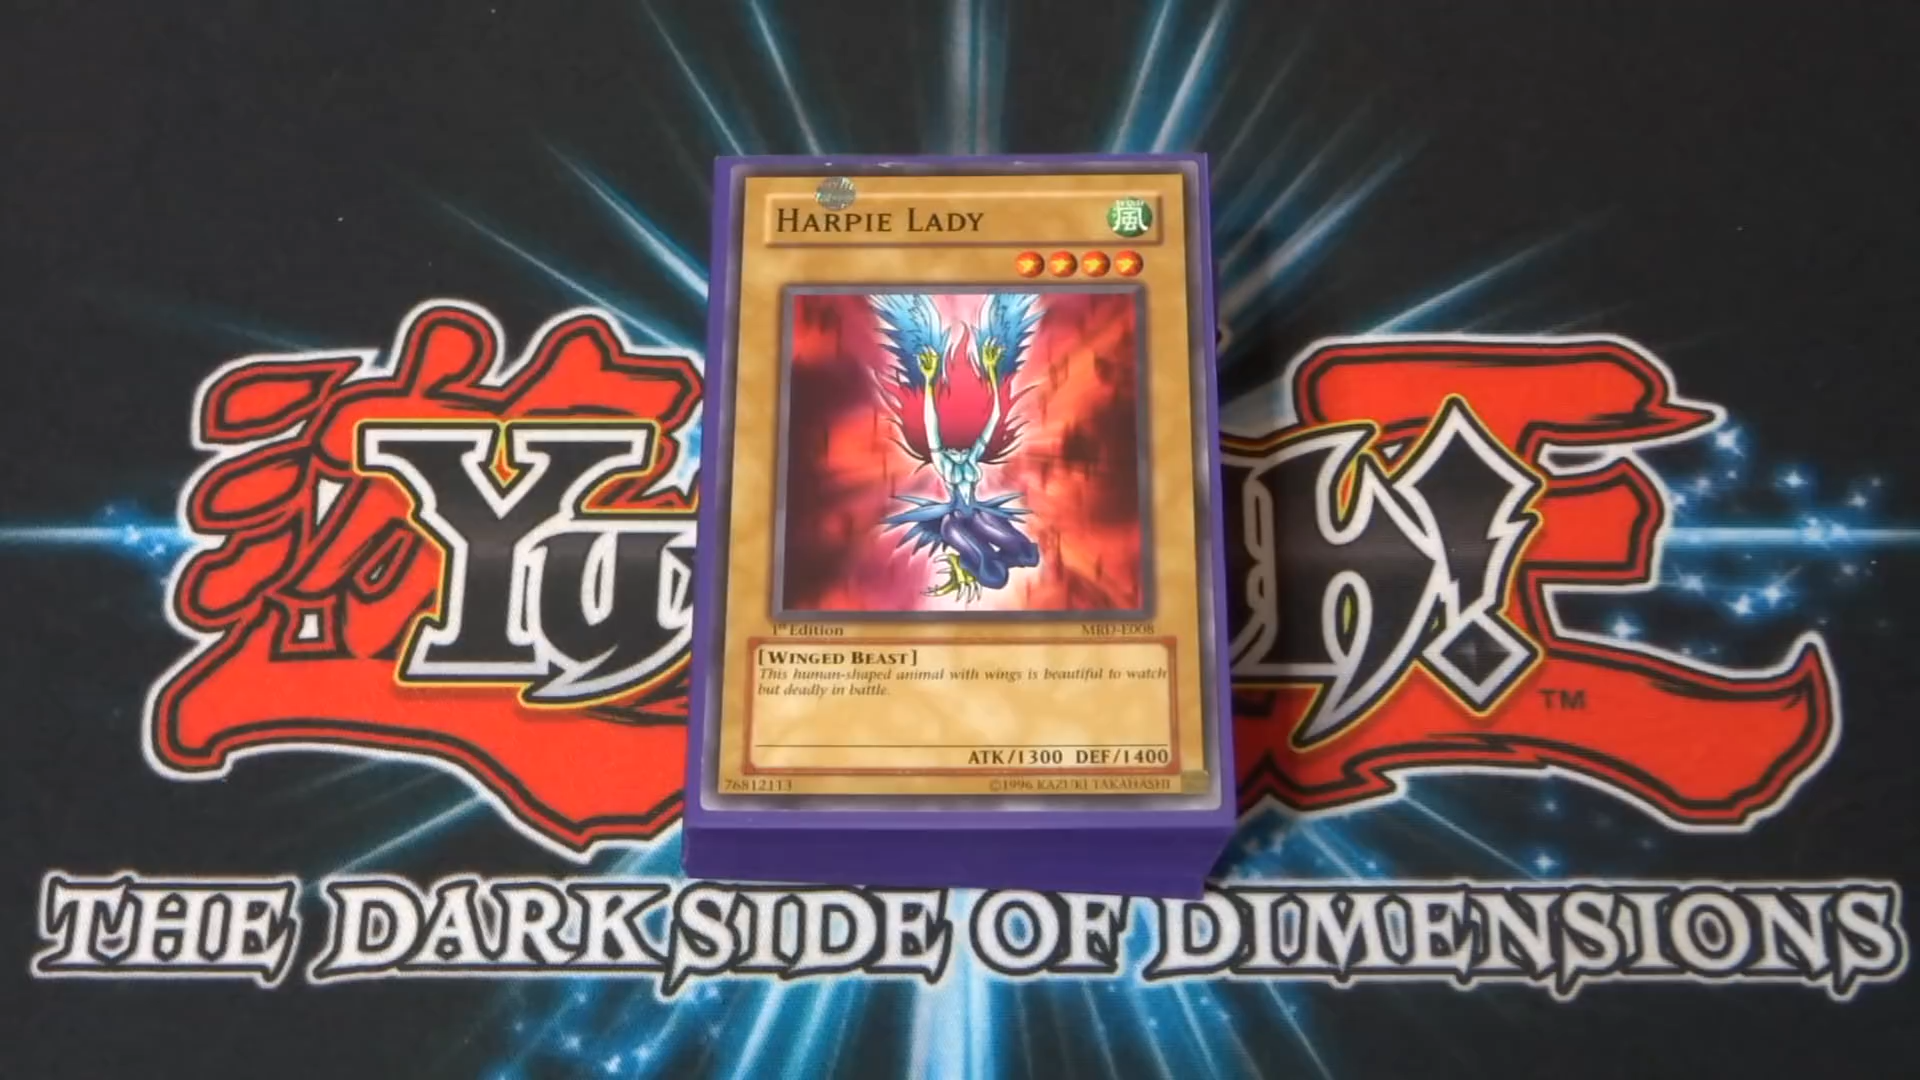 HARPIE LADY
風
1st Edition
MRD-E008
[WINGED BEAST]
This human-shaped animal with wings is beautiful to watch
but deadly in battle.
ATK/1300 DEF/1400
76812113
©1996 KAZUKI TAKAHASHI
Yu
h!
TM
THE DARK SIDE OF DIMENSIONS